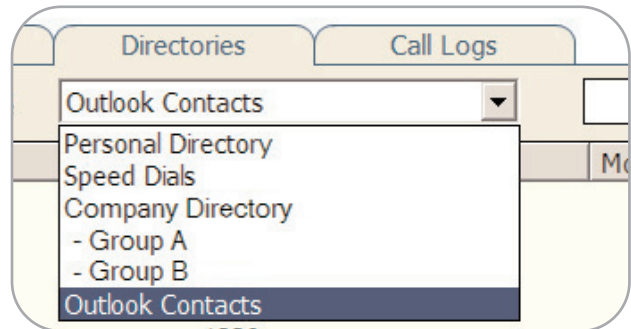 Directories Call Logs
Outlook Contacts
Personal Directory
Speed Dials
Company Directory
- Group A
- Group B
Outlook Contacts